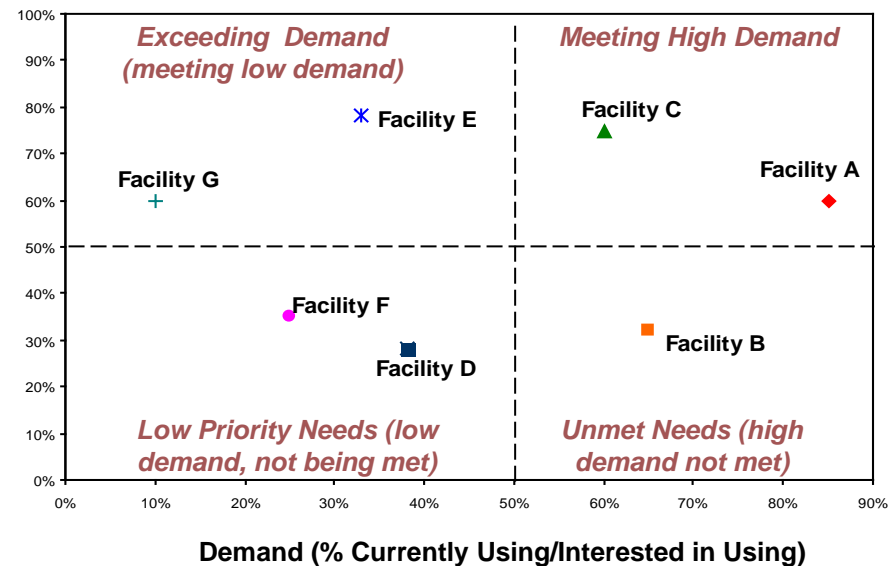 100%
90%
80%
70%
60%
50%
40%
30%
20%
10%
0%
Exceeding Demand
(meeting low demand)
Meeting High Demand
Facility E
Facility C
Facility A
Facility G
Facility F
Facility D
Facility B
Low Priority Needs (low
demand, not being met)
Unmet Needs (high
demand not met)
0% 10% 20% 30% 40% 50% 60% 70% 80% 90%
Demand (% Currently Using/Interested in Using)